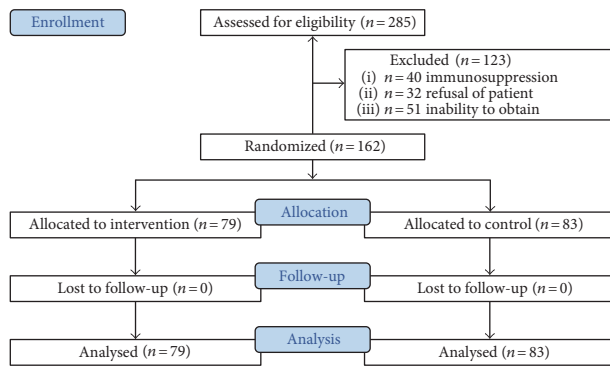 Enrollment
Assessed for eligibility (n = 285)
Excluded (n = 123)
(i) n = 40 immunosuppression
(ii) n = 32 refusal of patient
(iii) n = 51 inability to obtain
Randomized (n = 162)
Allocation
Allocated to intervention (n = 79)
Allocated to control (n = 83)
Follow-up
Lost to follow-up (n = 0)
Lost to follow-up (n = 0)
Analysis
Analysed (n = 79)
Analysed (n = 83)